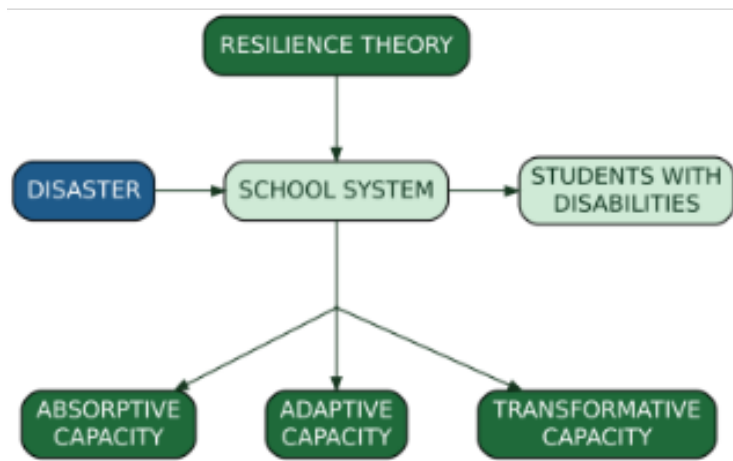 RESILIENCE THEORY
DISASTER
SCHOOL SYSTEM
STUDENTS WITH
DISABILITIES
ABSORPTIVE
CAPACITY
ADAPTIVE
CAPACITY
TRANSFORMATIVE
CAPACITY